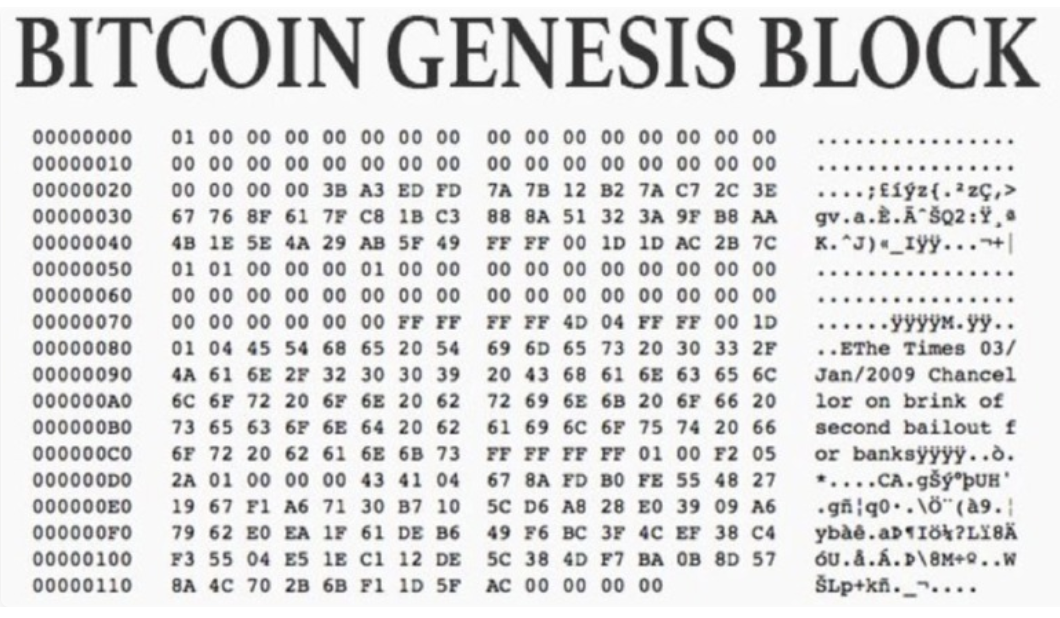 BITCOIN GENESIS BLOCK
00000000 01 00 00 00 00 00 00 00 00 00 00 00 00 00 00 00 ................
00000010 00 00 00 00 00 00 00 00 00 00 00 00 00 00 00 00 ................
00000020 00 00 00 00 3B A3 ED FD 7A 7B 12 B2 7A C7 2C 3E ....;£íýz{.²zÇ,>
00000030 67 76 8F 61 7F C8 1B C3 88 8A 51 32 3A 9F B8 AA gv.a.È.ÈˆŠQ2:Ÿ¸ª
00000040 4B 1E 5E 4A 29 AB 5F 49 FF FF 00 1D 1D AC 2B 7C K.^J)«_Iÿÿ...¬+|
00000050 01 01 00 00 00 01 00 00 00 00 00 00 00 00 00 00 ................
00000060 00 00 00 00 00 00 00 00 00 00 00 00 00 00 00 00 ................
00000070 00 00 00 00 00 00 FF FF FF FF 4D 04 FF FF 00 1D ......ÿÿÿÿM.ÿÿ..
00000080 01 04 45 54 68 65 20 54 69 6D 65 73 20 30 33 2F ..EThe Times 03/
00000090 4A 61 6E 2F 32 30 30 39 20 43 68 61 6E 63 65 6C Jan/2009 Chancel
000000A0 6C 6F 72 20 6F 6E 20 62 72 69 6E 6B 20 6F 66 20 lor on brink of
000000B0 73 65 63 6F 6E 64 20 62 61 69 6C 6F 75 74 20 66 second bailout f
000000C0 6F 72 20 62 61 6E 6B 73 FF FF FF FF 01 00 F2 05 or banksÿÿÿÿ..ò.
000000D0 2A 01 00 00 00 43 41 04 67 8A FD B0 FE 55 48 27 *....CA.gŠý°þUH'
000000E0 19 67 F1 A6 71 30 B7 10 5C D6 A8 28 E0 39 09 A6 .gñ¦q0·.\Ö¨(à9.¦
000000F0 79 62 E0 EA 1F 61 DE B6 49 F6 BC 3F 4C EF 38 C4 ybàê.aÞ¶Iö¼?Lï8Ä
00000100 F3 55 04 E5 1E C1 12 DE 5C 38 4D F7 BA 0B 8D 57 óU.å.Á.Þ\8M÷º..W
00000110 8A 4C 70 2B 6B F1 1D 5F AC 00 00 00 00 ŠLp+kñ._¬....